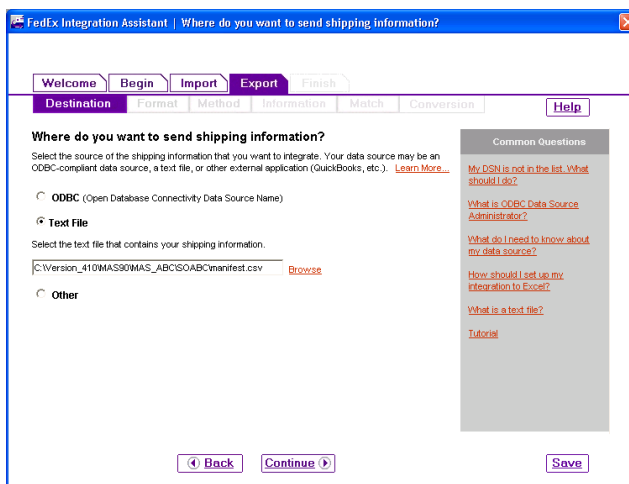 FedEx Integration Assistant | Where do you want to send shipping information?
Welcome Begin Import Export Finish
Destination Format Method Information Match Conversion
Help
Where do you want to send shipping information?
Select the source of the shipping information that you want to integrate. Your data source may be an
ODBC-compliant data source, a text file, or other external application (QuickBooks, etc.). Learn More...
ODBC (Open Database Connectivity Data Source Name)
Text File
Select the text file that contains your shipping information.
C:\Version_410\MAS90\MAS_ABC\SOABC\manifest.csv Browse
Other
Common Questions
My DSN is not in the list. What
should I do?
What is ODBC Data Source
Administrator?
What do I need to know about
my data source?
How should I set up my
integration to Excel?
What is a text file?
Tutorial
Back Continue Save